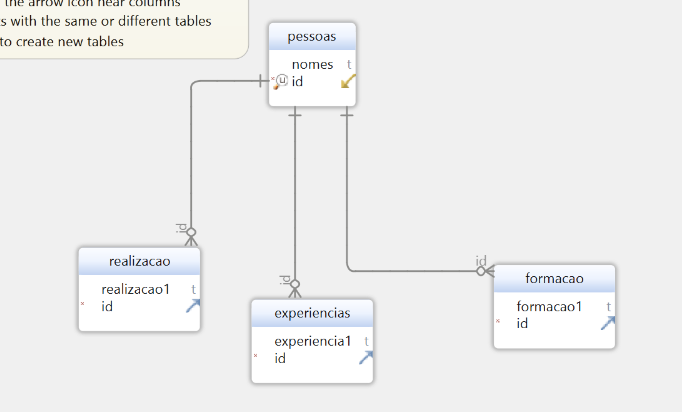 the arrow icon near columns
s with the same or different tables
to create new tables
pessoas
nomes t
id
id
realizacao
realizacao1 t
id
id
experiencias
experiencia1 t
id
id
formacao
formacao1 t
id